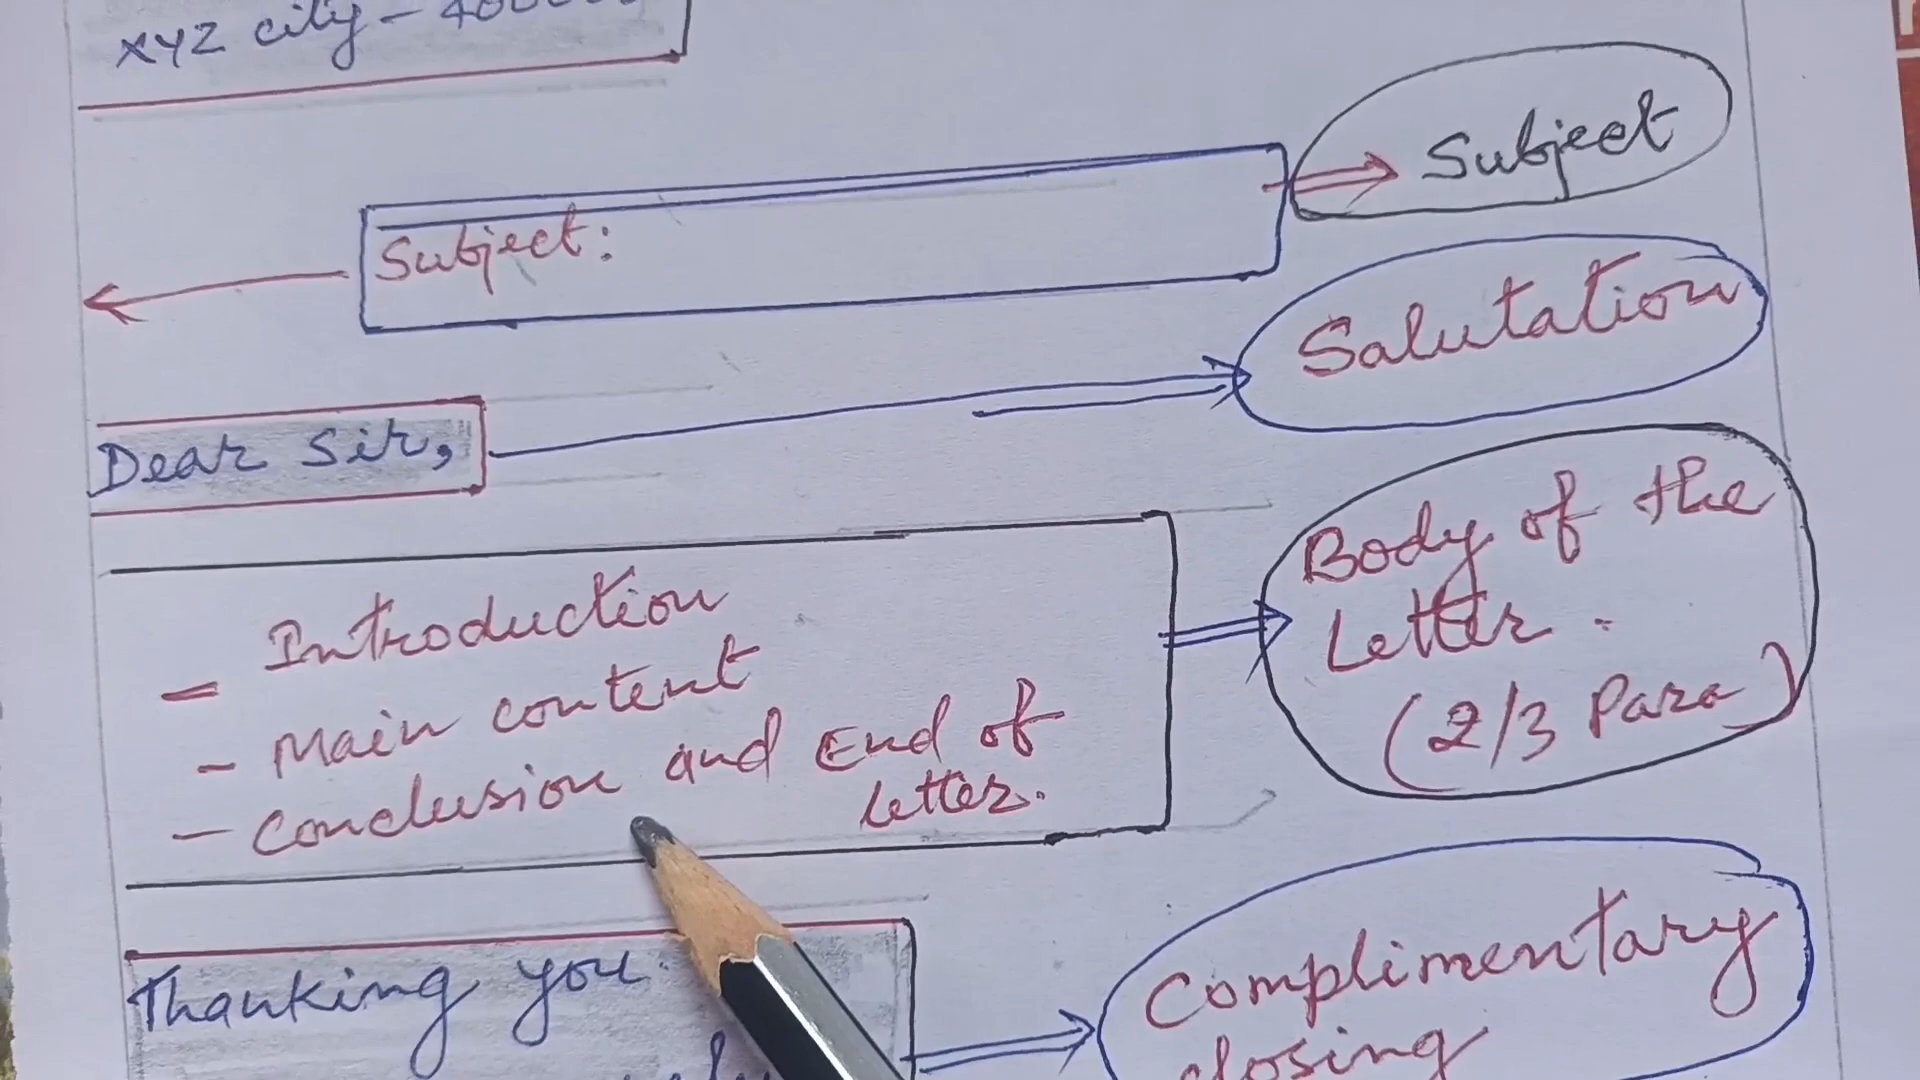 XYZ city -
Subject
Subject:
Salutation
Dear Sir,
Body of the
Letter.
(2/3 Para)
- Introduction
- Main content
- Conclusion and End of
letter.
Thanking you.
Complimentary
closing